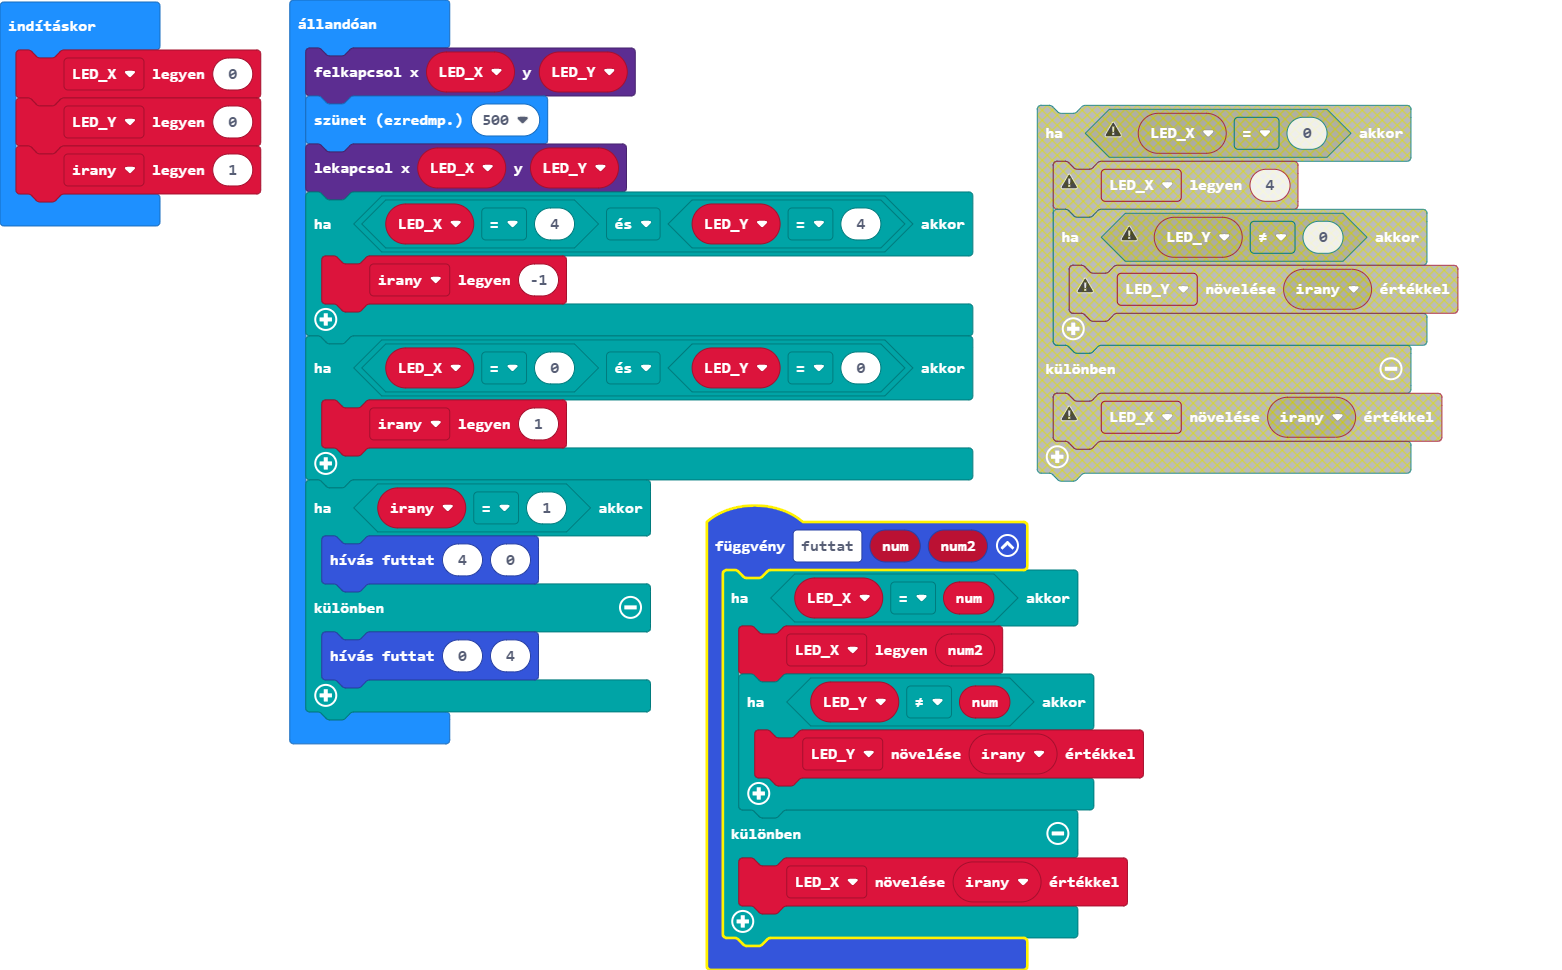 indításkor
LED_X legyen 0
LED_Y legyen 0
irany legyen 1
állandóan
felkapcsol x LED_X y LED_Y
szünet (ezredmp.) 500
lekapcsol x LED_X y LED_Y
ha LED_X = 4 és LED_Y = 4 akkor
irany legyen -1
ha LED_X = 0 és LED_Y = 0 akkor
irany legyen 1
ha irany = 1 akkor
hívás futtat 4 0
különben
hívás futtat 0 4
ha LED_X = 0 akkor
LED_X legyen 4
ha LED_Y ≠ 0 akkor
LED_Y növelése irany értékkel
különben
LED_X növelése irany értékkel
függvény futtat num num2
ha LED_X = num akkor
LED_X legyen num2
ha LED_Y ≠ num akkor
LED_Y növelése irany értékkel
különben
LED_X növelése irany értékkel